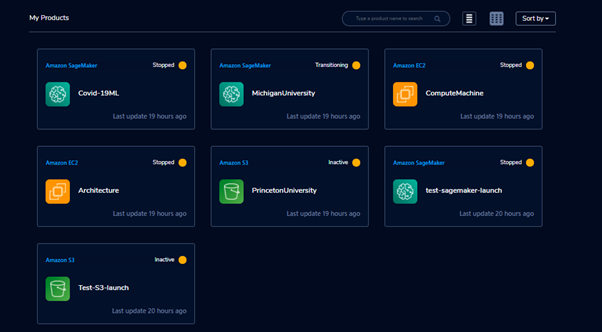 My Products
Type a product name to search
Sort by
Amazon SageMaker Stopped
Covid-19ML
Last update 19 hours ago
Amazon SageMaker Transitioning
MichiganUniversity
Last update 19 hours ago
Amazon EC2 Stopped
ComputeMachine
Last update 19 hours ago
Amazon EC2 Stopped
Architecture
Last update 19 hours ago
Amazon S3 Inactive
PrincetonUniversity
Last update 19 hours ago
Amazon SageMaker Stopped
test-sagemaker-launch
Last update 20 hours ago
Amazon S3 Inactive
Test-S3-launch
Last update 20 hours ago